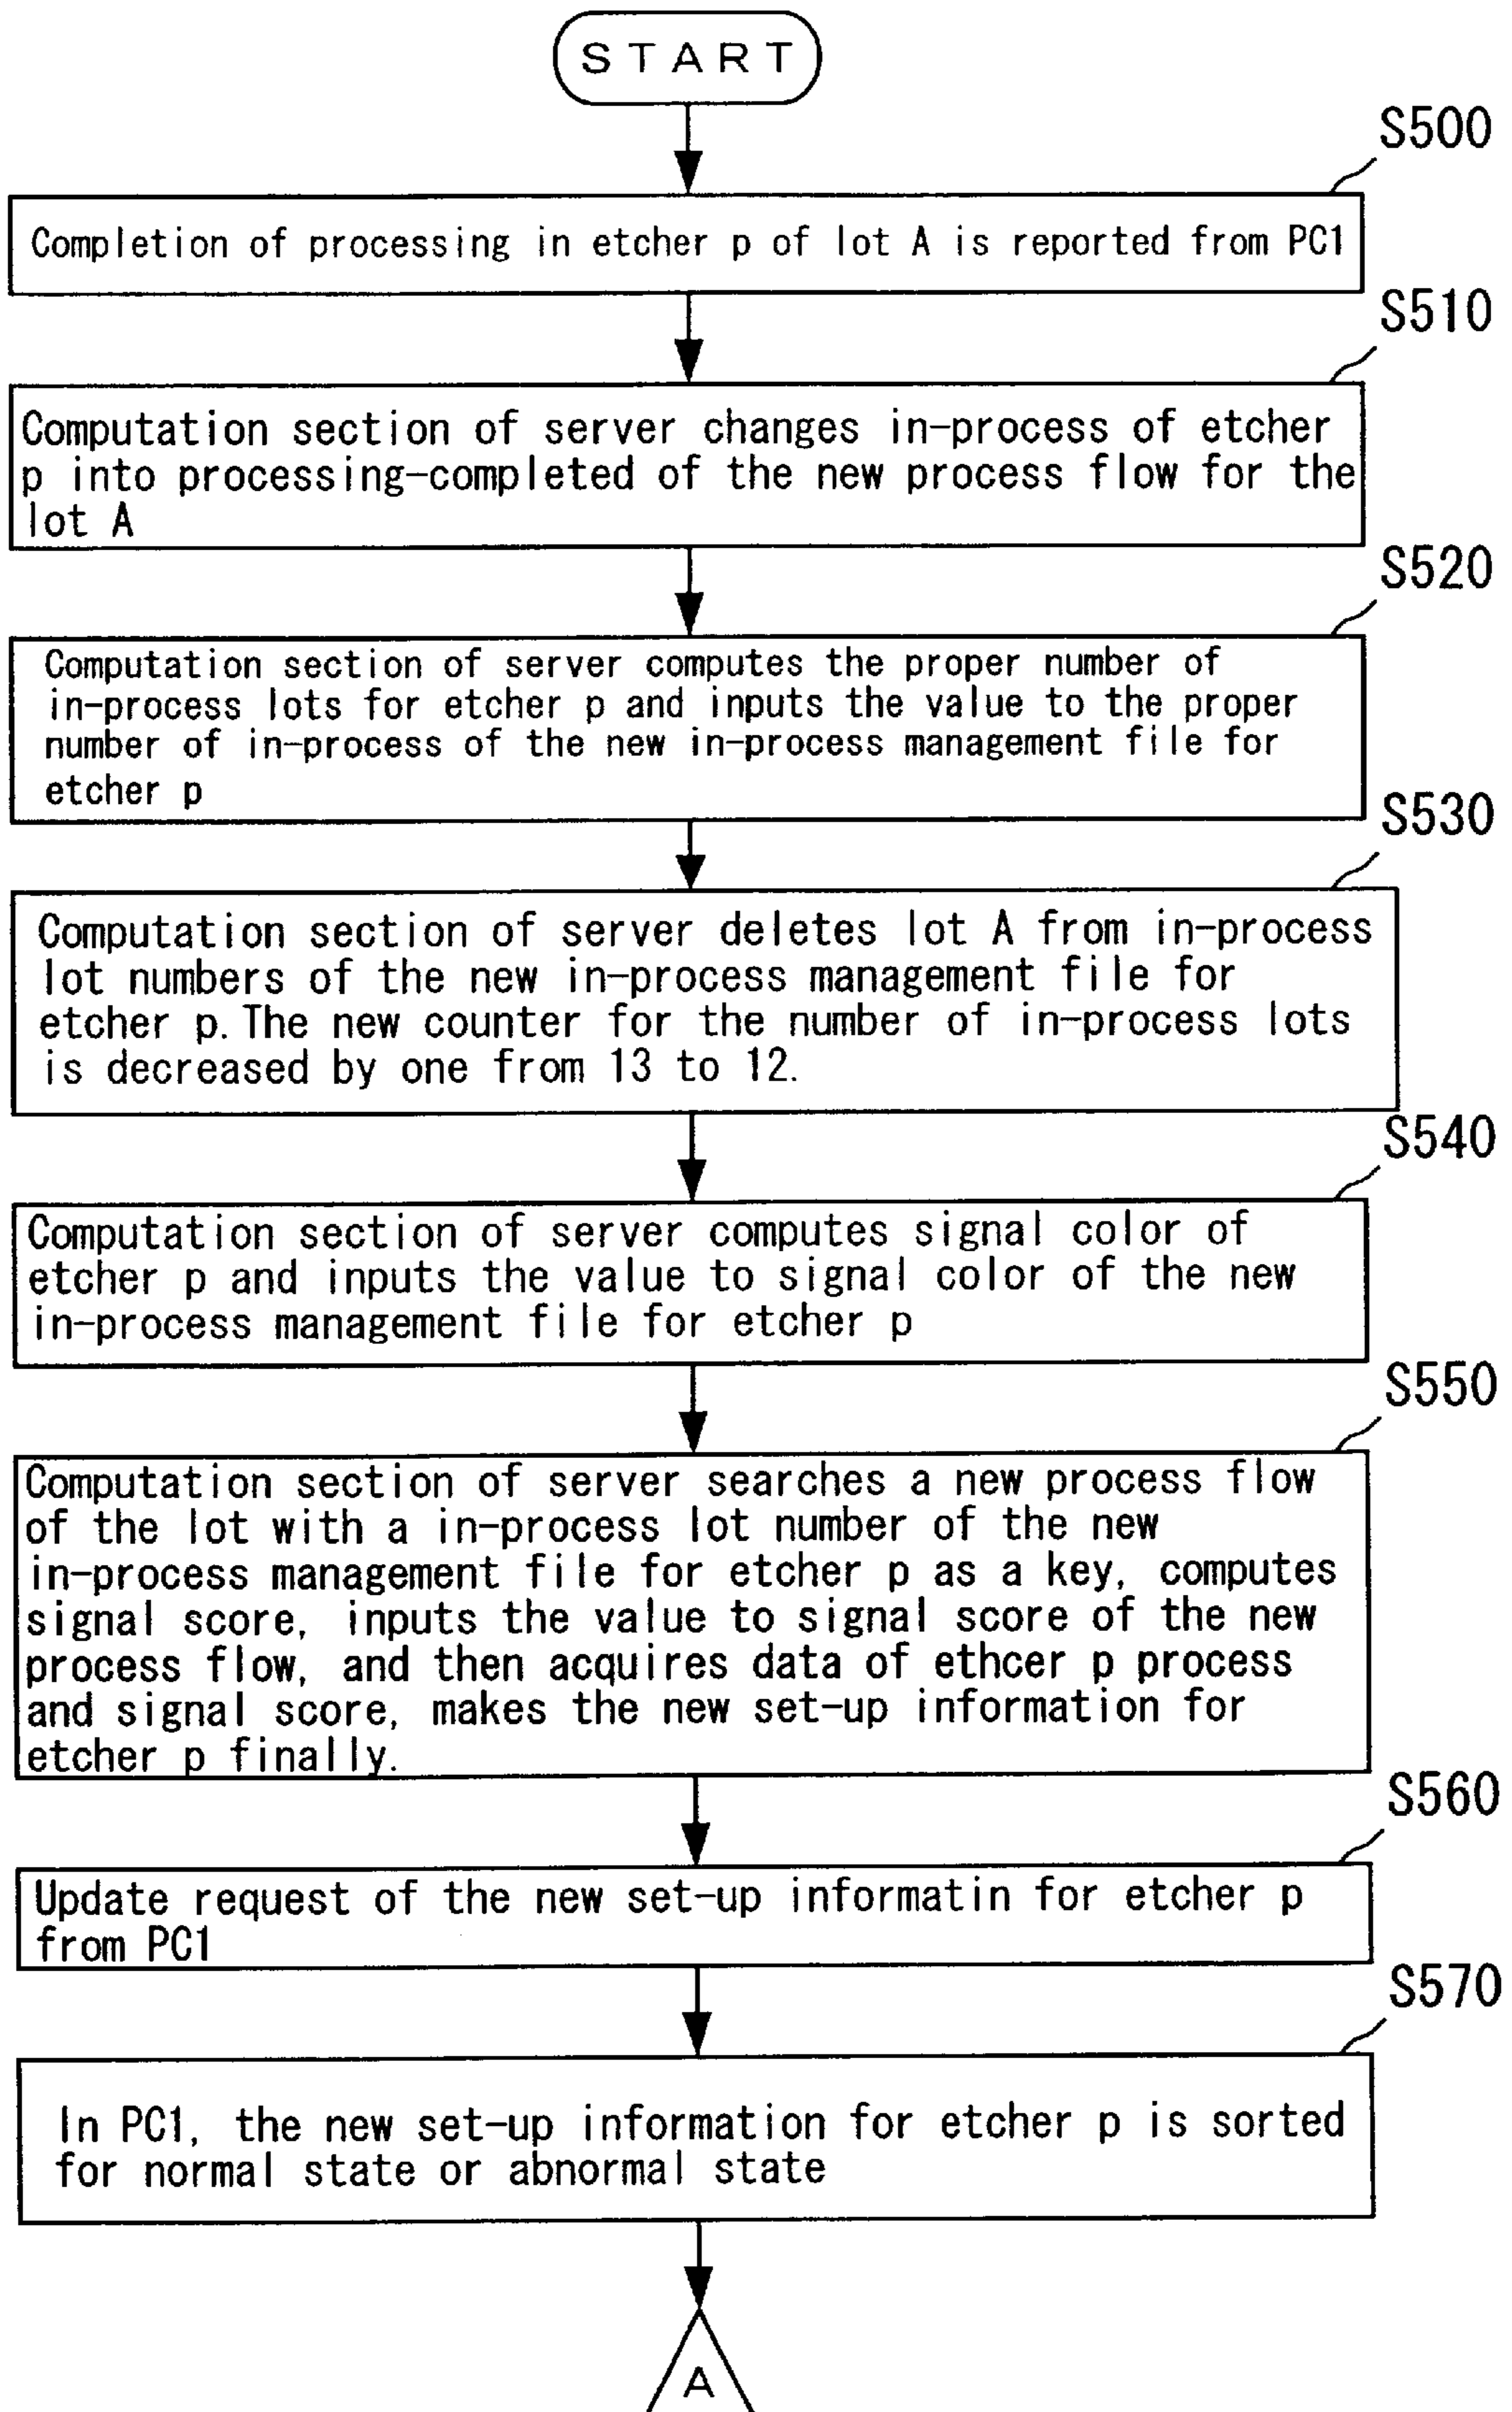 START
S500
Completion of processing in etcher p of lot A is reported from PC1
S510
Computation section of server changes in-process of etcher
p into processing-completed of the new process flow for the
lot A
S520
Computation section of server computes the proper number of
in-process lots for etcher p and inputs the value to the proper
number of in-process of the new in-process management file for
etcher p
S530
Computation section of server deletes lot A from in-process
lot numbers of the new in-process management file for
etcher p. The new counter for the number of in-process lots
is decreased by one from 13 to 12.
S540
Computation section of server computes signal color of
etcher p and inputs the value to signal color of the new
in-process management file for etcher p
S550
Computation section of server searches a new process flow
of the lot with a in-process lot number of the new
in-process management file for etcher p as a key, computes
signal score, inputs the value to signal score of the new
process flow, and then acquires data of ethcer p process
and signal score, makes the new set-up information for
etcher p finally.
S560
Update request of the new set-up informatin for etcher p
from PC1
S570
In PC1, the new set-up information for etcher p is sorted
for normal state or abnormal state
A